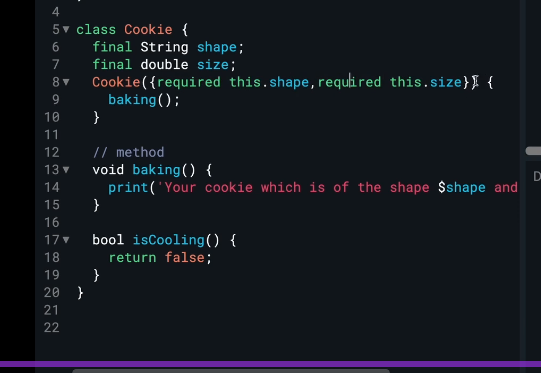 4
5 class Cookie {
6 final String shape;
7 final double size;
8 Cookie({required this.shape,required this.size}) {
9 baking();
10 }
11
12 // method
13 void baking() {
14 print('Your cookie which is of the shape $shape and
15 }
16
17 bool isCooling() {
18 return false;
19 }
20 }
21
22
D